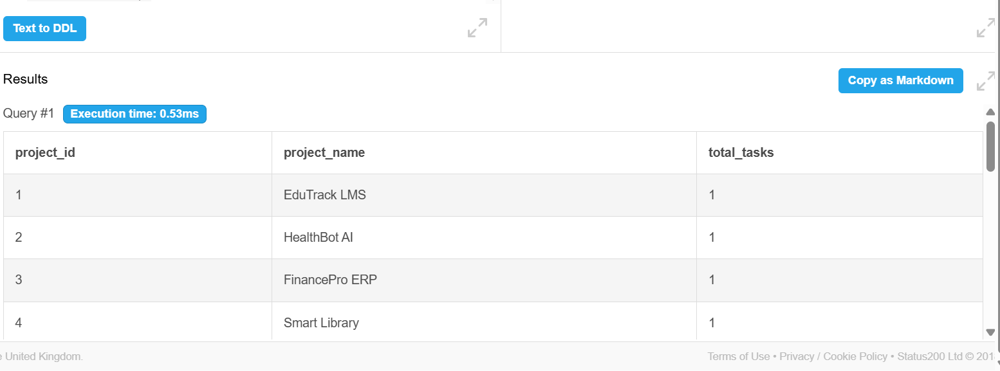 Text to DDL
Results
Copy as Markdown
Query #1 Execution time: 0.53ms
project_id project_name total_tasks
1 EduTrack LMS 1
2 HealthBot AI 1
3 FinancePro ERP 1
4 Smart Library 1
United Kingdom.
Terms of Use • Privacy / Cookie Policy • Status200 Ltd ©